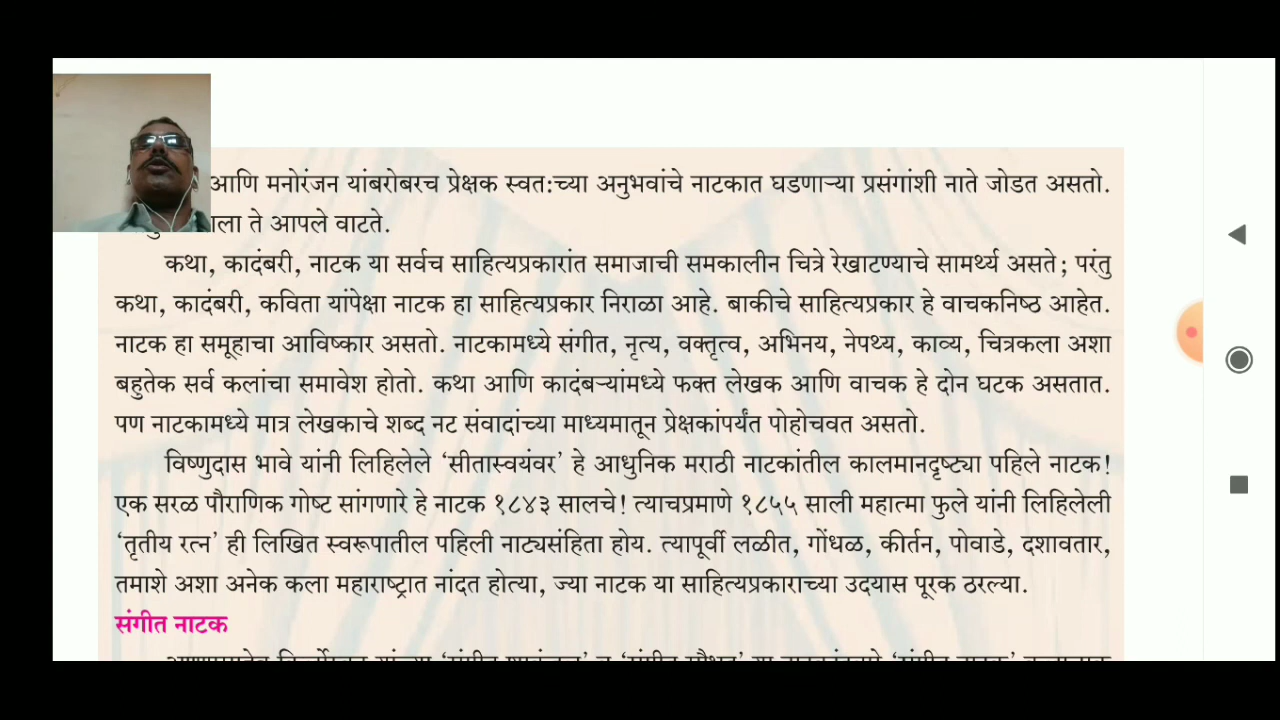 आणि मनोरंजन यांबरोबरच प्रेक्षक स्वत:च्या अनुभवांचे नाटकात घडणाऱ्या प्रसंगांशी नाते जोडत असतो.
ला ते आपले वाटते.
कथा, कादंबरी, नाटक या सर्वच साहित्यप्रकारांत समाजाची समकालीन चित्रे रेखाटण्याचे सामर्थ्य असते; परंतु
कथा, कादंबरी, कविता यांपेक्षा नाटक हा साहित्यप्रकार निराळा आहे. बाकीचे साहित्यप्रकार हे वाचकनिष्ठ आहेत.
नाटक हा समूहाचा आविष्कार असतो. नाटकामध्ये संगीत, नृत्य, वक्तृत्व, अभिनय, नेपथ्य, काव्य, चित्रकला अशा
बहुतेक सर्व कलांचा समावेश होतो. कथा आणि कादंबऱ्यांमध्ये फक्त लेखक आणि वाचक हे दोन घटक असतात.
पण नाटकामध्ये मात्र लेखकाचे शब्द नट संवादांच्या माध्यमातून प्रेक्षकांपर्यंत पोहोचवत असतो.
विष्णुदास भावे यांनी लिहिलेले ‘सीतास्वयंवर’ हे आधुनिक मराठी नाटकांतील कालमानदृष्ट्या पहिले नाटक!
एक सरळ पौराणिक गोष्ट सांगणारे हे नाटक १८४३ सालचे! त्याचप्रमाणे १८५५ साली महात्मा फुले यांनी लिहिलेली
‘तृतीय रत्न’ ही लिखित स्वरूपातील पहिली नाट्यसंहिता होय. त्यापूर्वी लळीत, गोंधळ, कीर्तन, पोवाडे, दशावतार,
तमाशे अशा अनेक कला महाराष्ट्रात नांदत होत्या, ज्या नाटक या साहित्यप्रकाराच्या उदयास पूरक ठरल्या.
संगीत नाटक